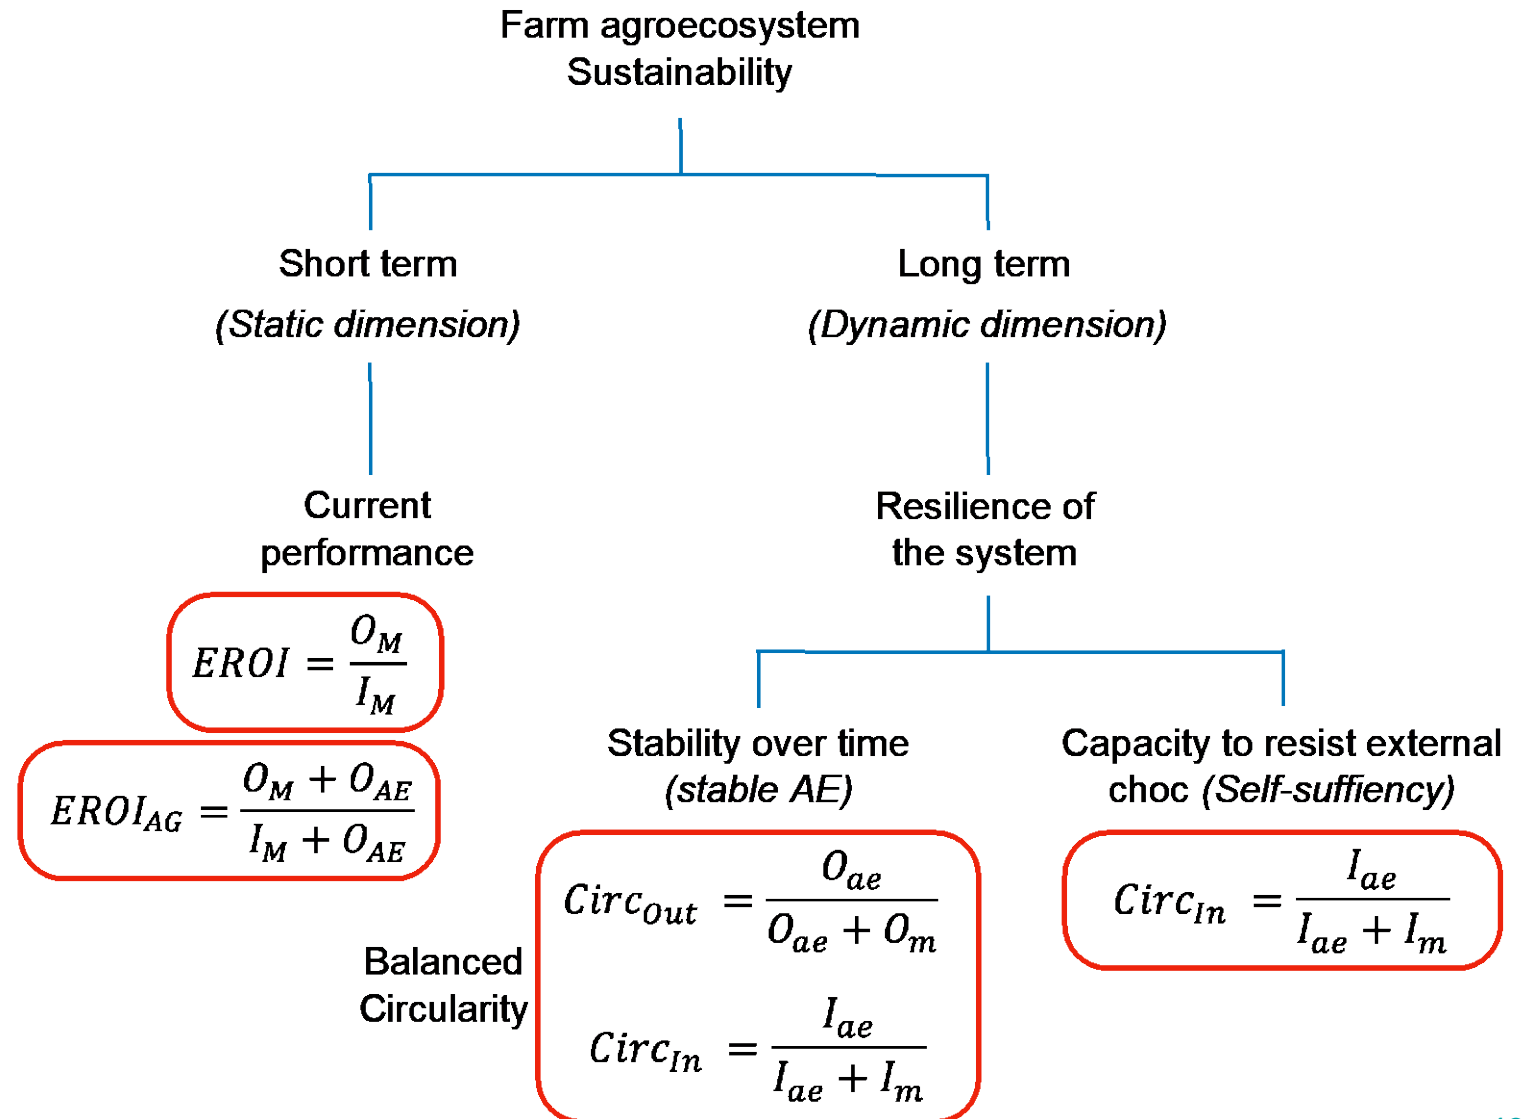 Farm agroecosystem
Sustainability
Short term
(Static dimension)
Long term
(Dynamic dimension)
Current
performance
Resilience of
the system
EROI = O_M / I_M
EROI_AG = (O_M + O_AE) / (I_M + O_AE)
Stability over time
(stable AE)
Capacity to resist external
choc (Self-suffiency)
Circ_Out = O_ae / (O_ae + O_m)
Circ_In = I_ae / (I_ae + I_m)
Balanced
Circularity
Circ_In = I_ae / (I_ae + I_m)